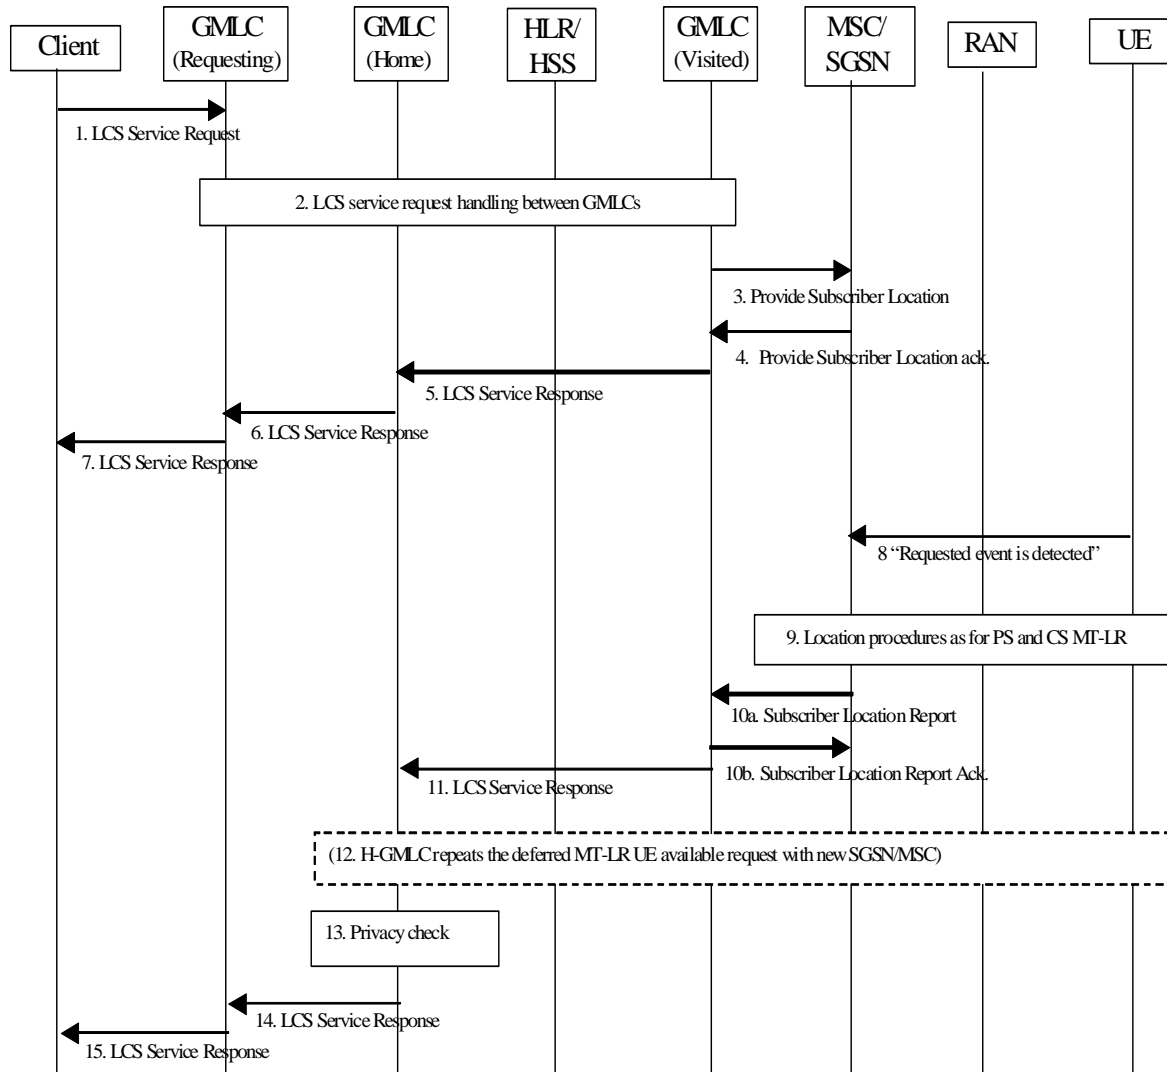 Client
GMLC
(Requesting)
GMLC
(Home)
HLR/
HSS
GMLC
(Visited)
MSC/
SGSN
RAN
UE
1. LCS Service Request
2. LCS service request handling between GMLCs
3. Provide Subscriber Location
4. Provide Subscriber Location ack.
5. LCS Service Response
6. LCS Service Response
7. LCS Service Response
8 “Requested event is detected”
9. Location procedures as for PS and CS MT-LR
10a. Subscriber Location Report
10b. Subscriber Location Report Ack.
11. LCS Service Response
(12. H-GMLC repeats the deferred MT-LR UE available request with new SGSN/MSC)
13. Privacy check
14. LCS Service Response
15. LCS Service Response